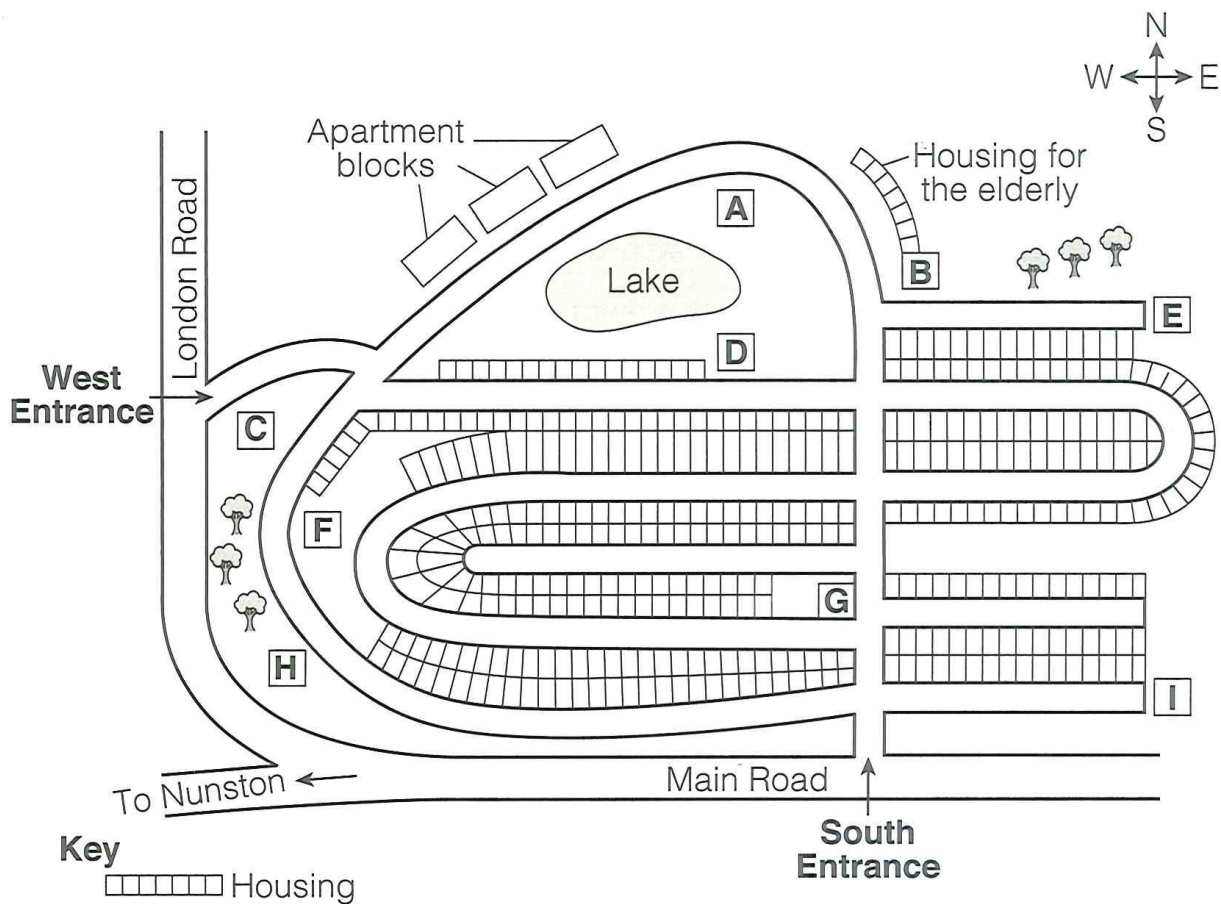 N
W E
S
Apartment
blocks
Housing for
the elderly
London Road
A
B
Lake
E
D
West
Entrance
C
F
G
H
I
Main Road
To Nunston
South
Entrance
Key
Housing